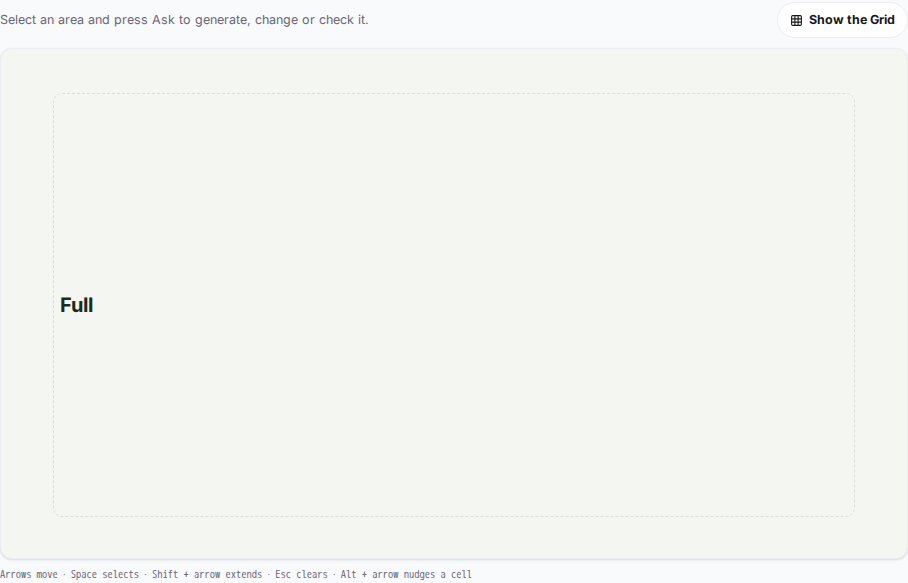 Select an area and press Ask to generate, change or check it.
Show the Grid
Full
Arrows move · Space selects · Shift + arrow extends · Esc clears · Alt + arrow nudges a cell